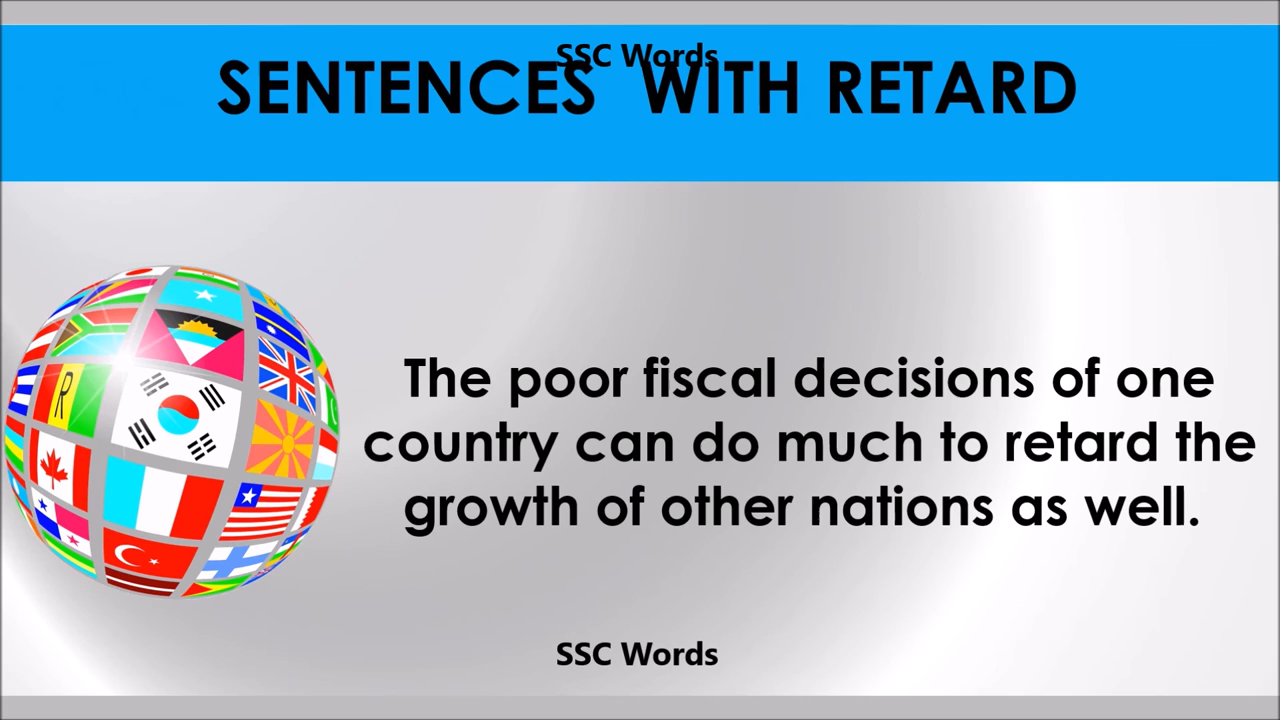 SSC Words
SENTENCES WITH RETARD
R
The poor fiscal decisions of one
country can do much to retard the
growth of other nations as well.
SSC Words